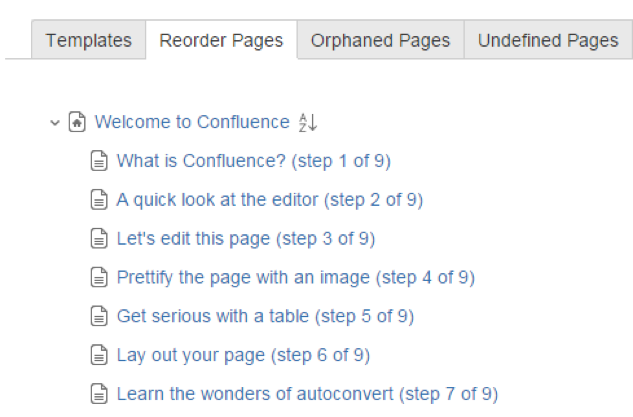 Templates Reorder Pages Orphaned Pages Undefined Pages
Welcome to Confluence
What is Confluence? (step 1 of 9)
A quick look at the editor (step 2 of 9)
Let's edit this page (step 3 of 9)
Prettify the page with an image (step 4 of 9)
Get serious with a table (step 5 of 9)
Lay out your page (step 6 of 9)
Learn the wonders of autoconvert (step 7 of 9)